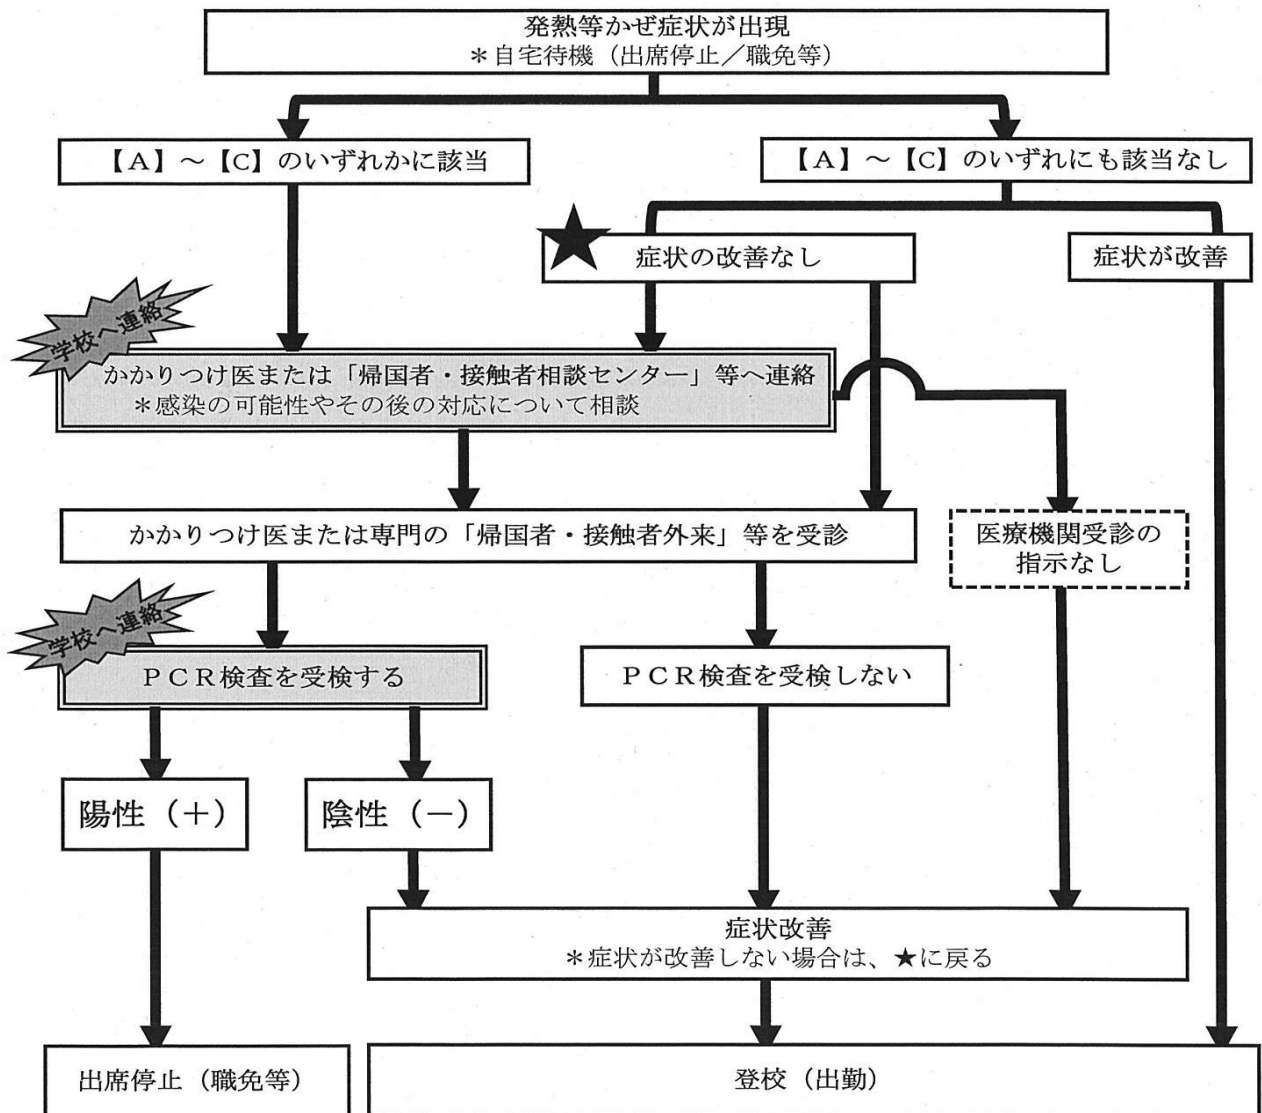 発熱等かぜ症状が出現
＊自宅待機（出席停止／職免等）
【Ａ】～【Ｃ】のいずれかに該当
【Ａ】～【Ｃ】のいずれにも該当なし
★
症状の改善なし
症状が改善
学校へ連絡
かかりつけ医または「帰国者・接触者相談センター」等へ連絡
＊感染の可能性やその後の対応について相談
かかりつけ医または専門の「帰国者・接触者外来」等を受診
医療機関受診の
指示なし
学校へ連絡
ＰＣＲ検査を受検する
ＰＣＲ検査を受検しない
陽性（＋）
陰性（－）
症状改善
＊症状が改善しない場合は、★に戻る
出席停止（職免等）
登校（出勤）